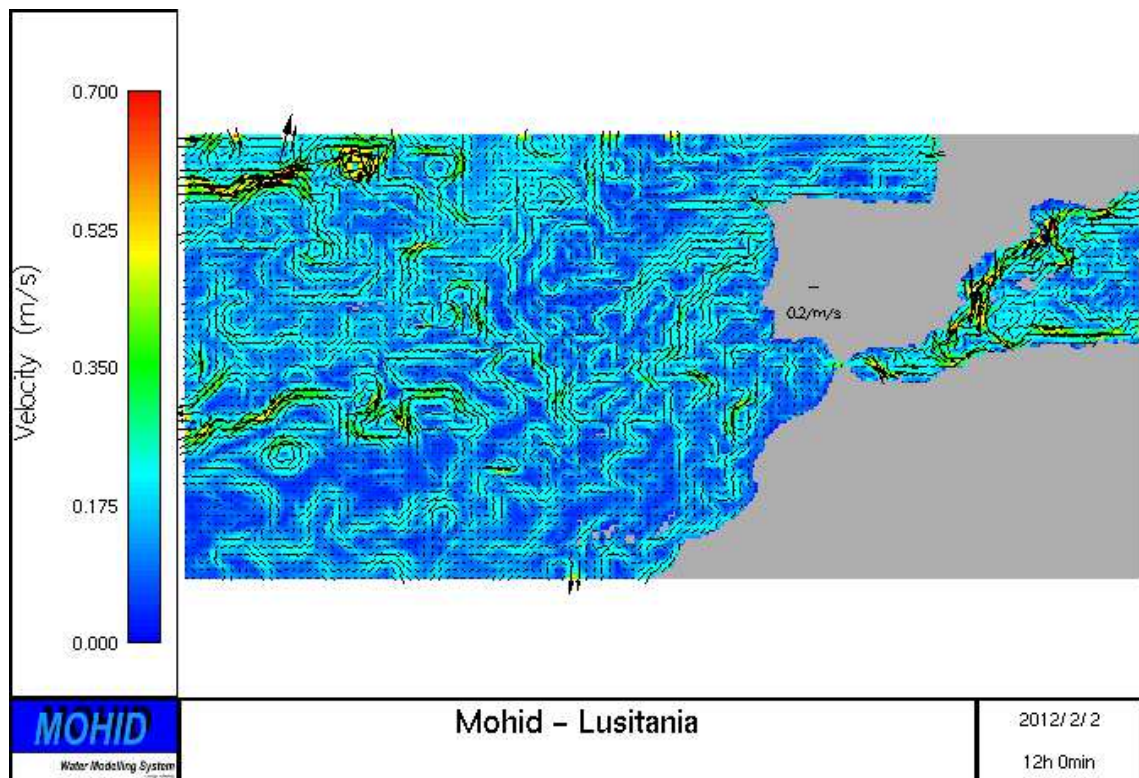 0.700
0.525
0.350
0.175
0.000
Velocity (m/s)
0.2/m/s
MOHID
Water Modelling System
Mohid - Lusitania
2012/2/2
12h 0min